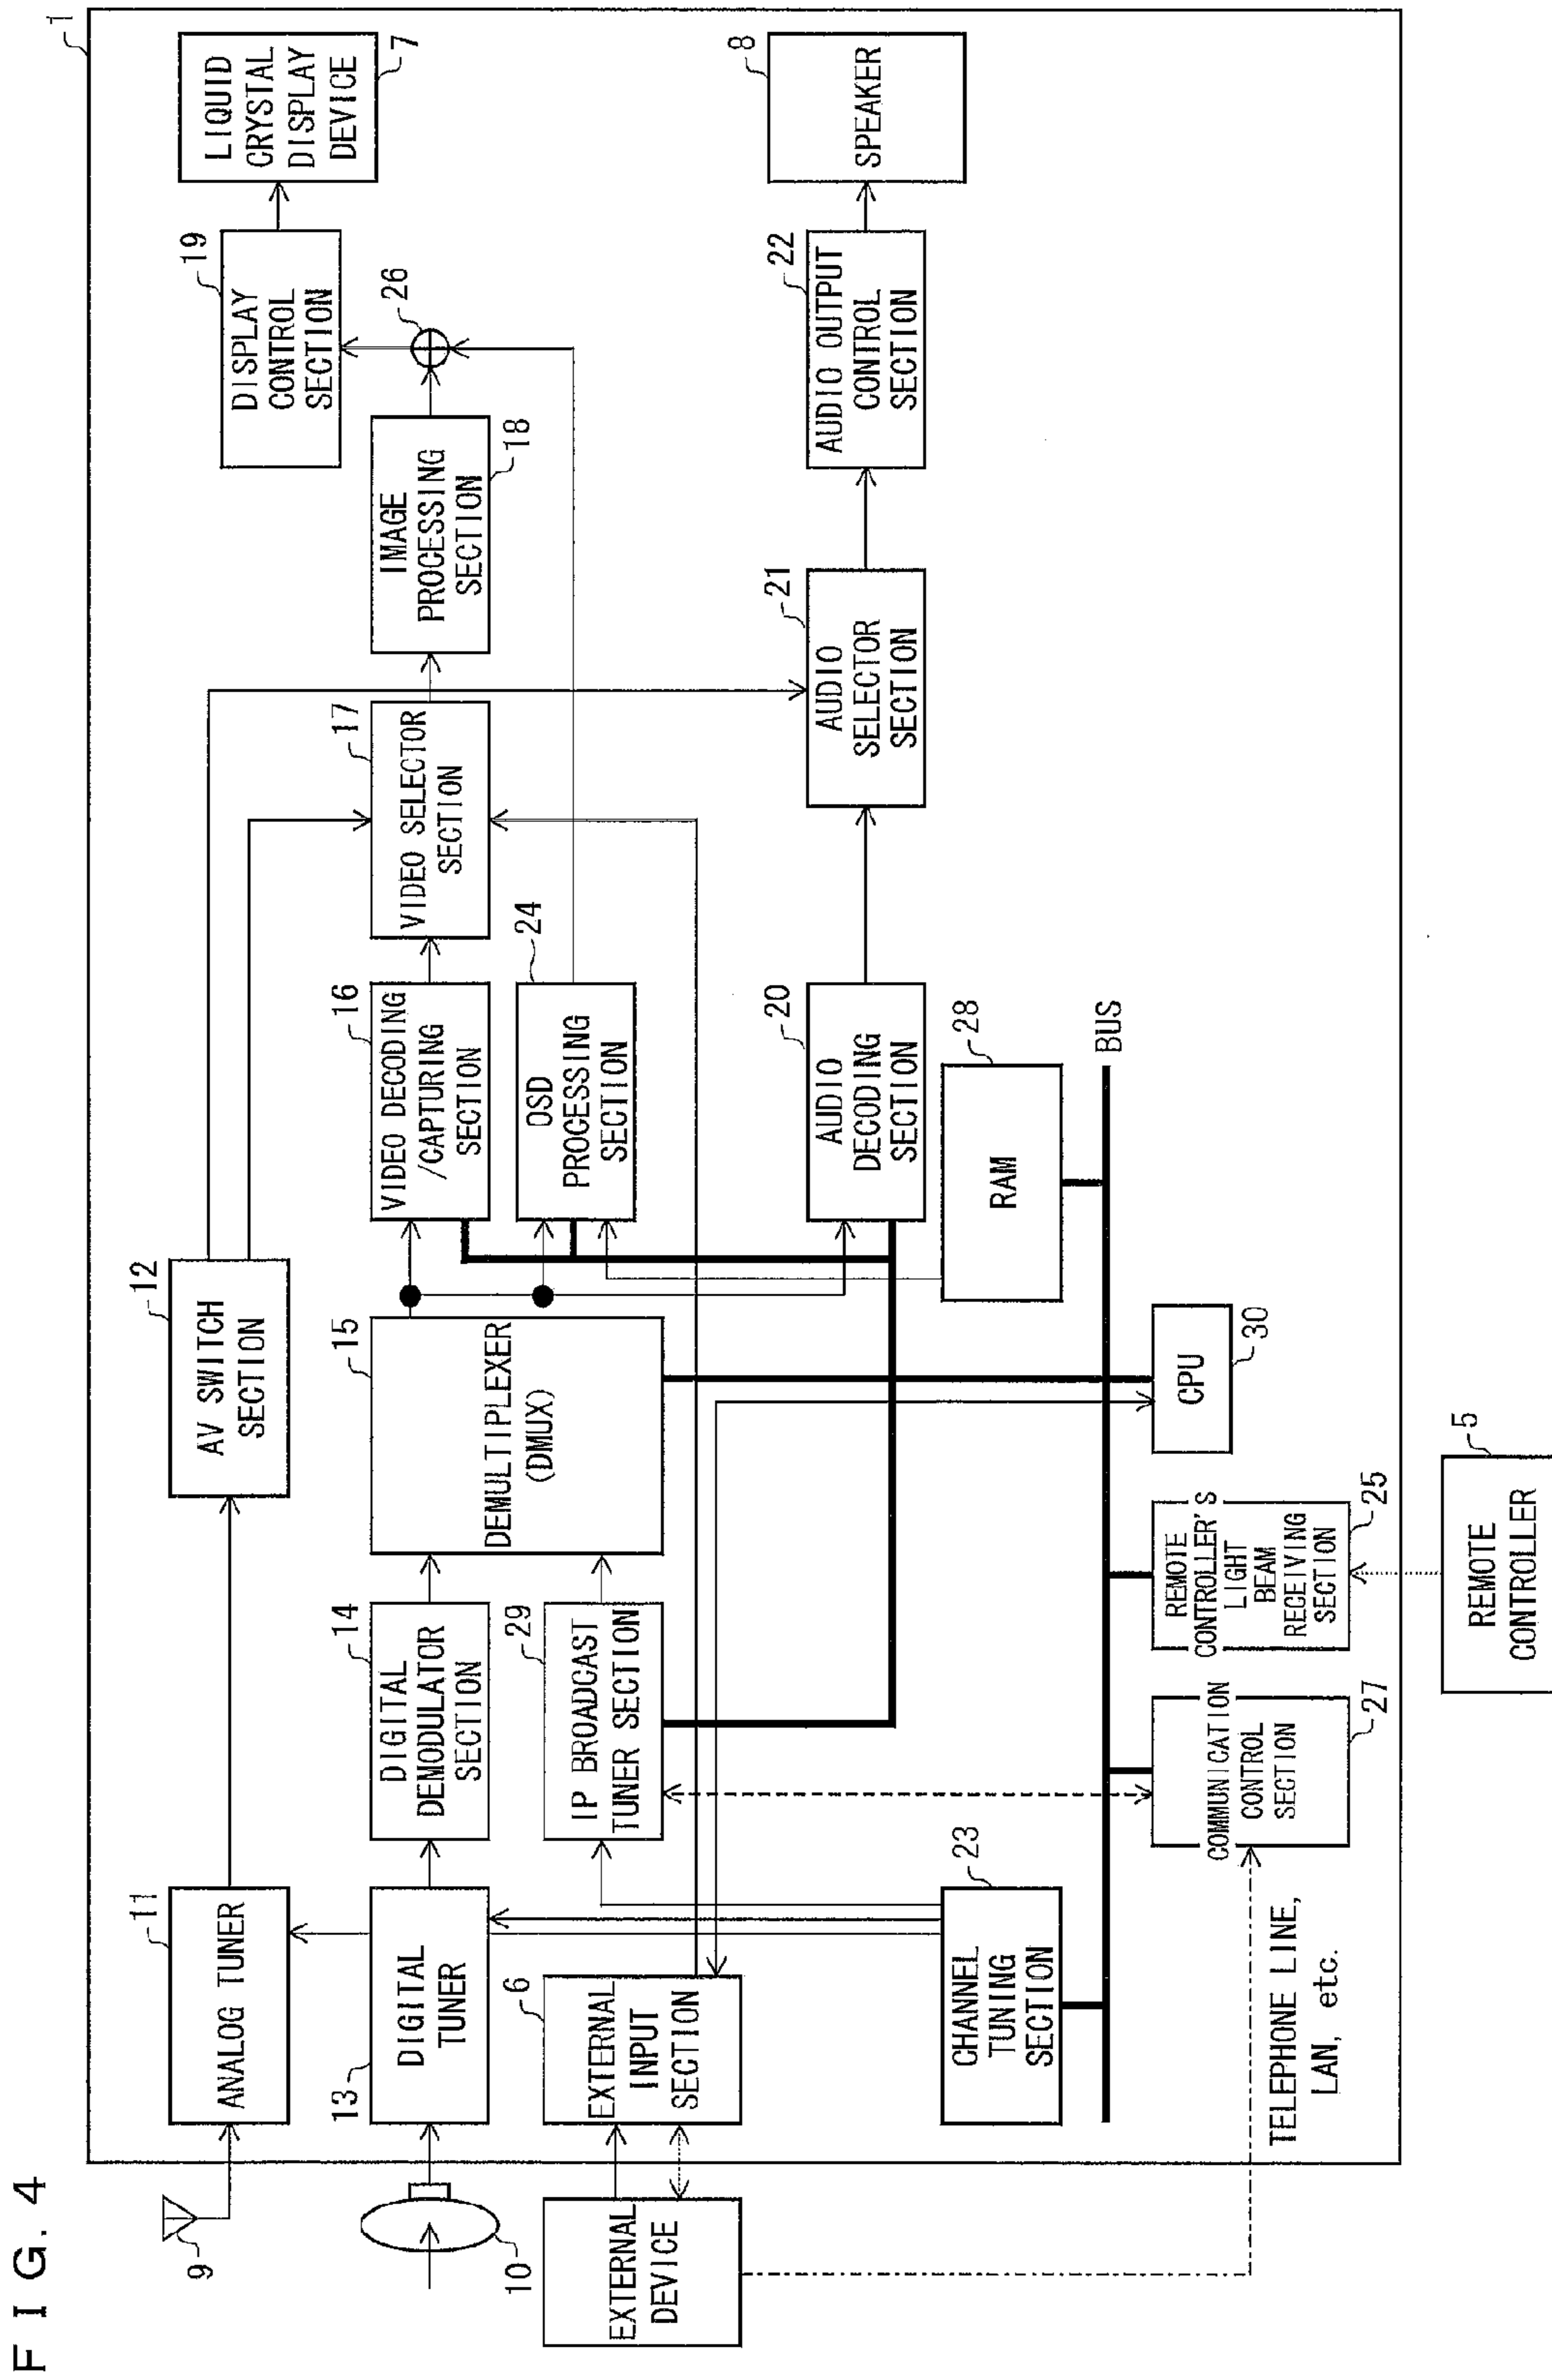 FIG. 4
1
9
10
EXTERNAL
DEVICE
11
ANALOG TUNER
13
DIGITAL
TUNER
6
EXTERNAL
INPUT
SECTION
23
CHANNEL
TUNING
SECTION
TELEPHONE LINE,
LAN, etc.
14
DIGITAL
DEMODULATOR
SECTION
29
IP BROADCAST
TUNER SECTION
COMMUNICATION
CONTROL
SECTION
27
REMOTE
CONTROLLER'S
LIGHT
BEAM
RECEIVING
SECTION
25
5
REMOTE
CONTROLLER
12
AV SWITCH
SECTION
15
DEMULTIPLEXER
(DMUX)
CPU
30
16
VIDEO DECODING
/CAPTURING
SECTION
24
OSD
PROCESSING
SECTION
20
AUDIO
DECODING
SECTION
28
RAM
BUS
17
VIDEO SELECTOR
SECTION
21
AUDIO
SELECTOR
SECTION
IMAGE
PROCESSING
SECTION
18
26
19
DISPLAY
CONTROL
SECTION
22
AUDIO OUTPUT
CONTROL
SECTION
LIQUID
CRYSTAL
DISPLAY
DEVICE
7
8
SPEAKER